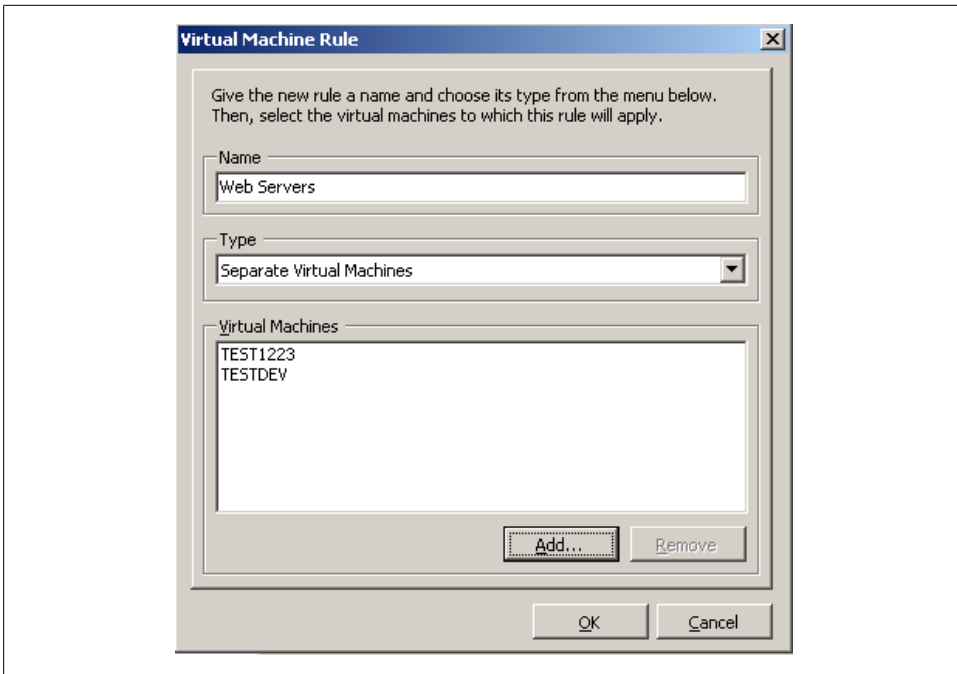 Virtual Machine Rule
Give the new rule a name and choose its type from the menu below.
Then, select the virtual machines to which this rule will apply.
Name
Web Servers
Type
Separate Virtual Machines
Virtual Machines
TEST1223
TESTDEV
Add...
Remove
OK
Cancel